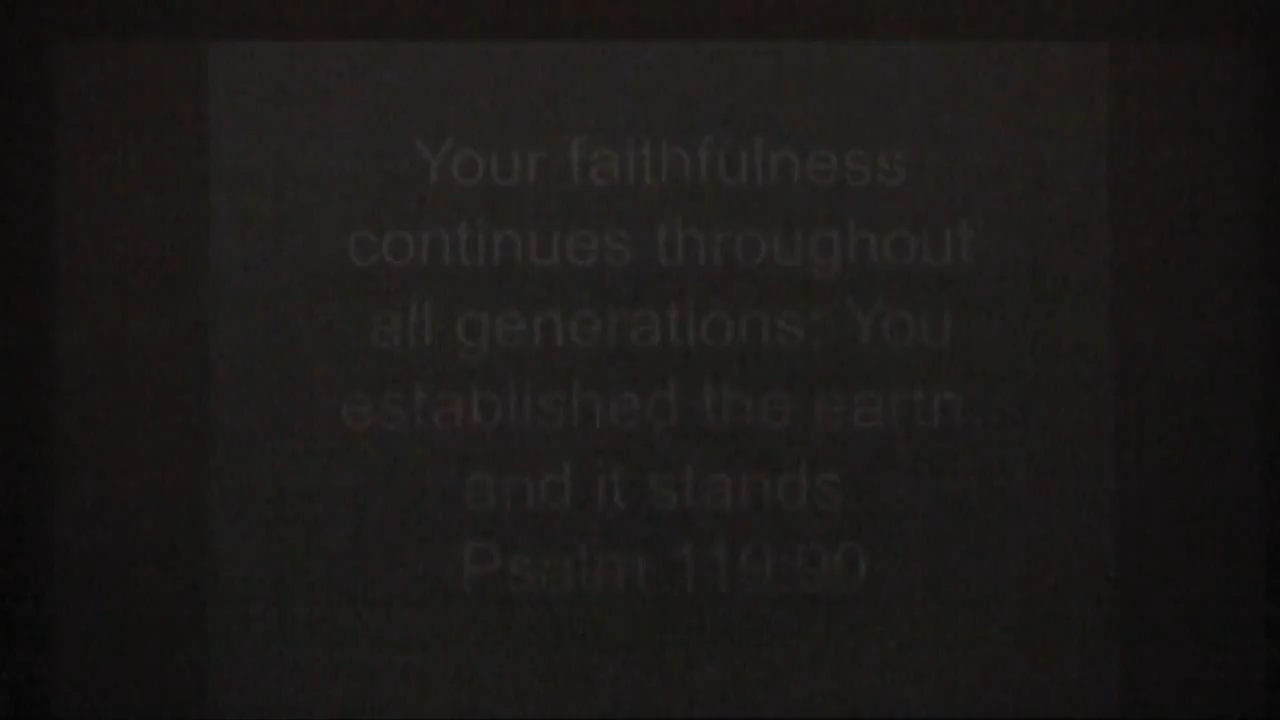 Your faithfulness
continues throughout
all generations: You
established the earth,
and it stands.
Psalm 119:90